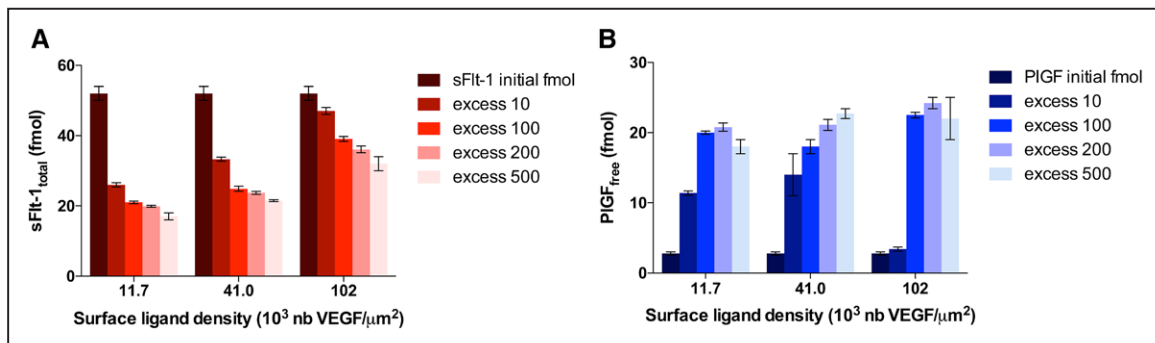 A
sFlt-1total (fmol)
60
40
20
0
11.7
41.0
102
Surface ligand density (10³ nb VEGF/μm²)
sFlt-1 initial fmol
excess 10
excess 100
excess 200
excess 500
B
PlGFfree (fmol)
30
20
10
0
11.7
41.0
102
Surface ligand density (10³ nb VEGF/μm²)
PlGF initial fmol
excess 10
excess 100
excess 200
excess 500